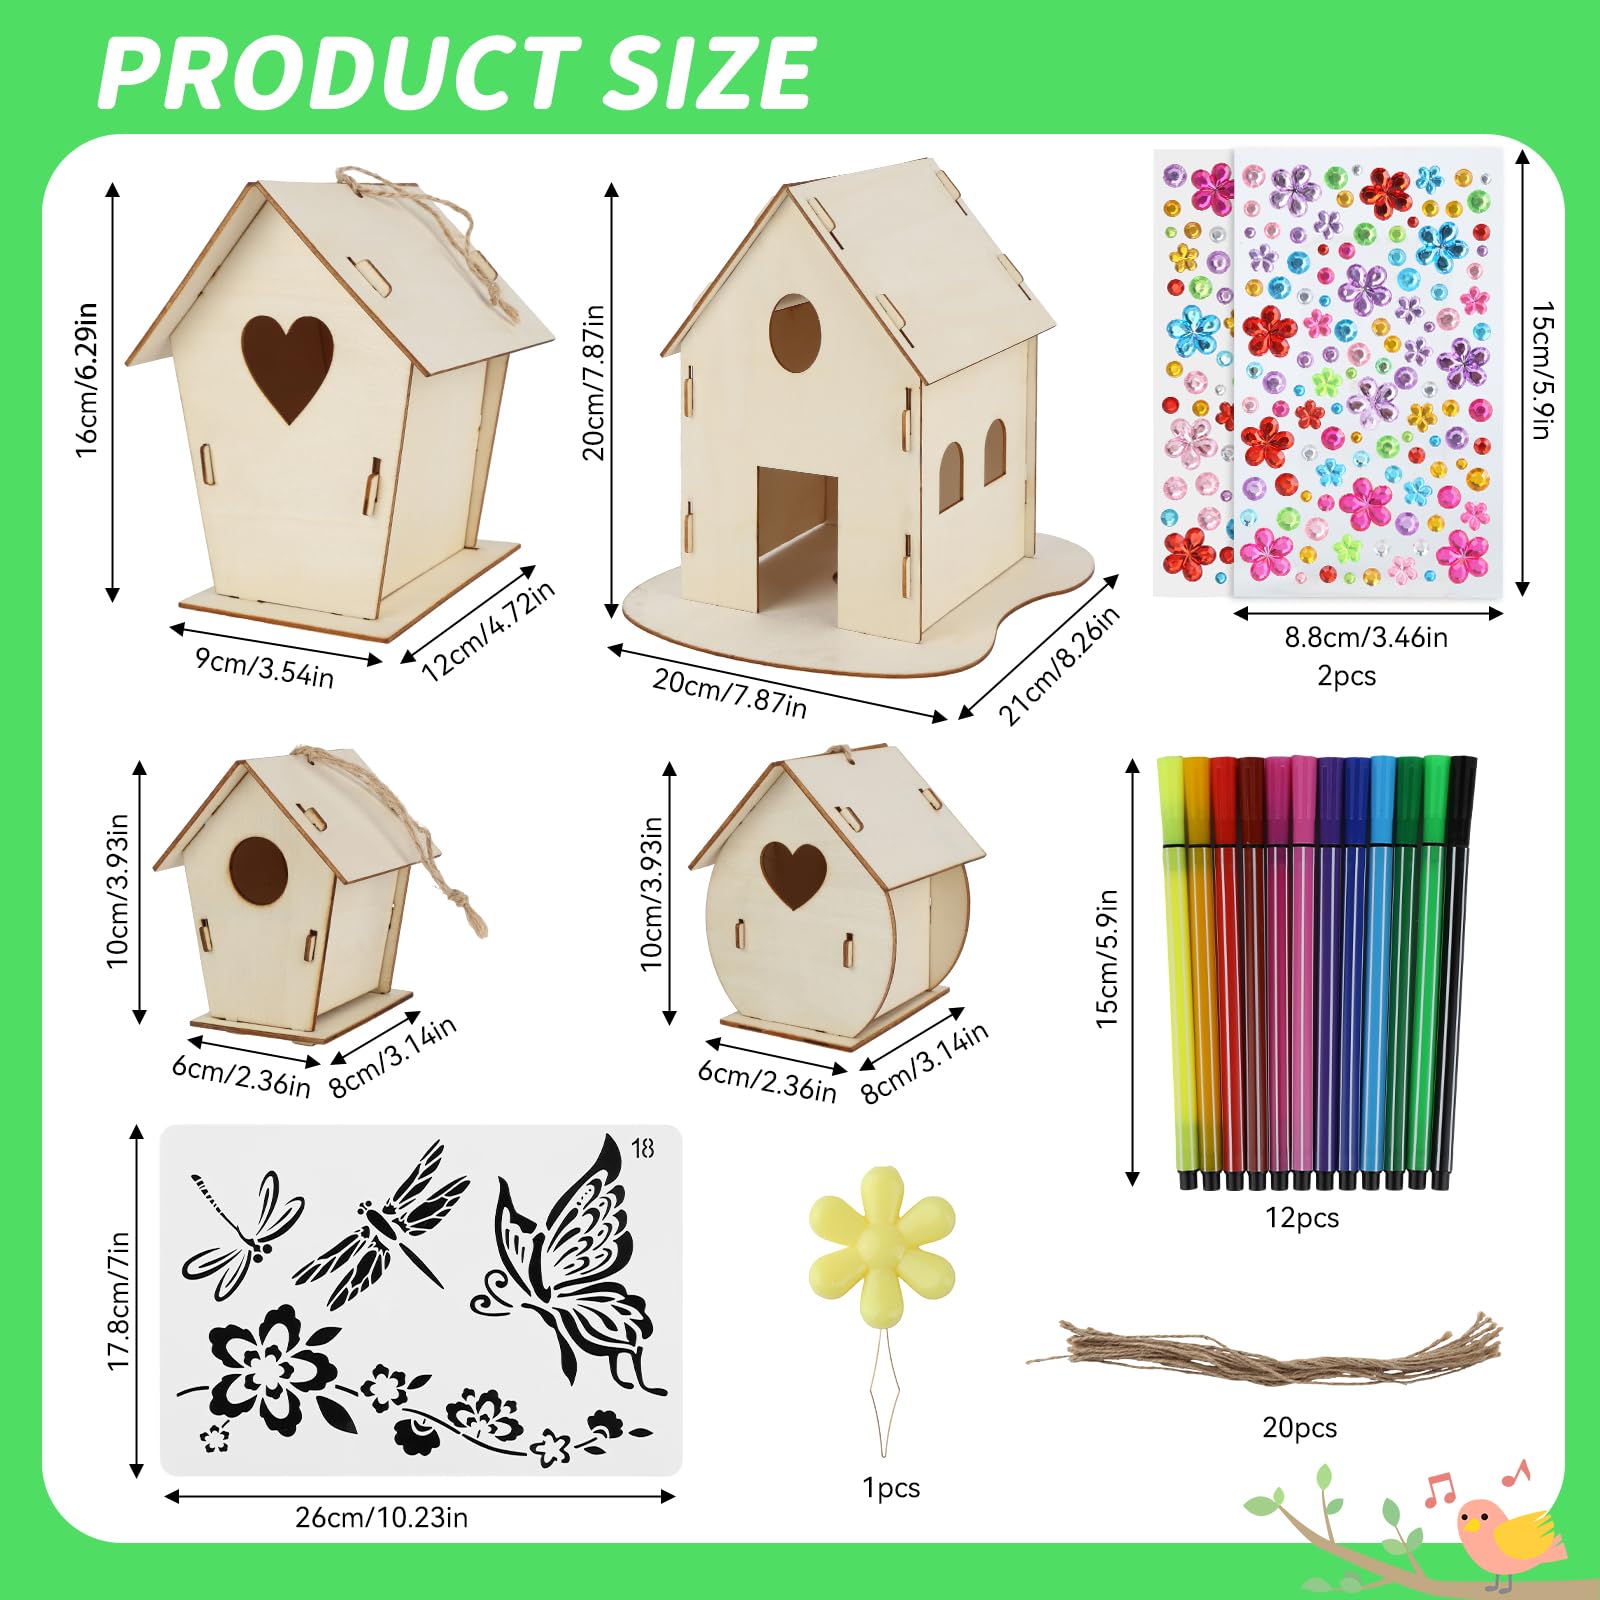 PRODUCT SIZE
16cm/6.29in
9cm/3.54in
12cm/4.72in
20cm/7.87in
20cm/7.87in
21cm/8.26in
15cm/5.9in
8.8cm/3.46in
2pcs
10cm/3.93in
6cm/2.36in
8cm/3.14in
10cm/3.93in
6cm/2.36in
8cm/3.14in
15cm/5.9in
12pcs
18
17.8cm/7in
26cm/10.23in
1pcs
20pcs